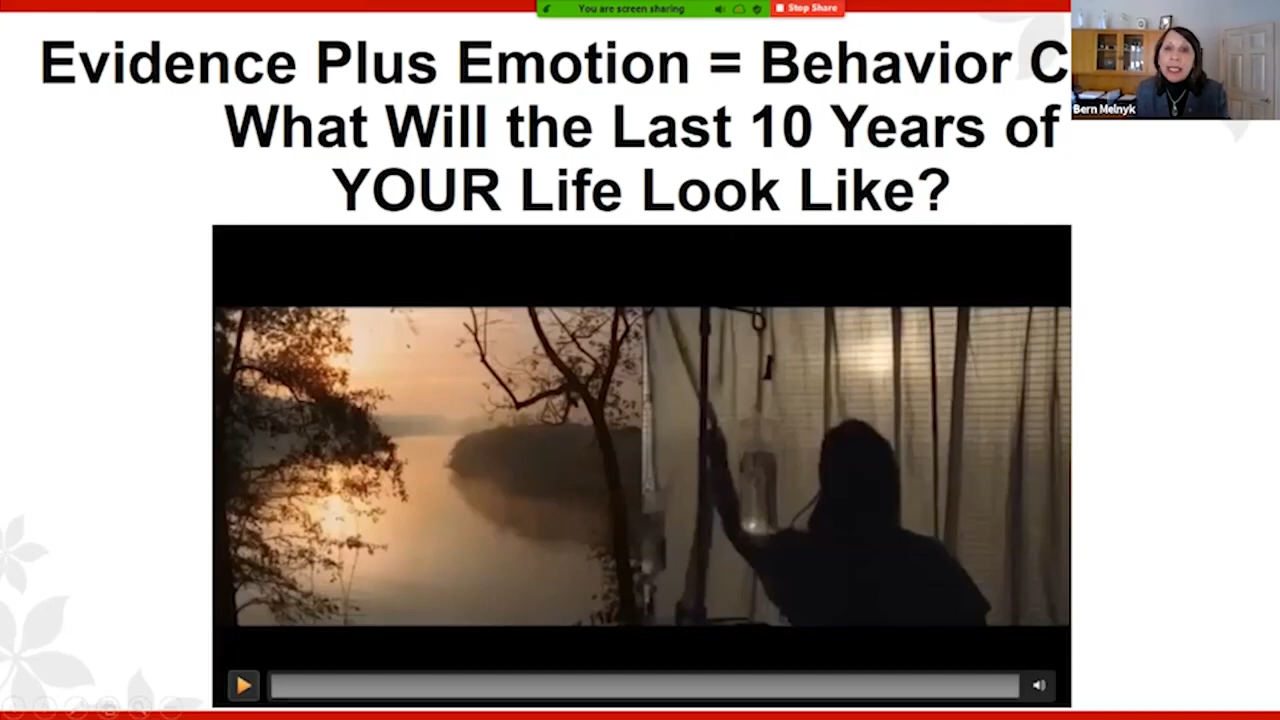 You are screen sharing
Stop Share
Evidence Plus Emotion = Behavior C
What Will the Last 10 Years of
YOUR Life Look Like?
Bern Melnyk